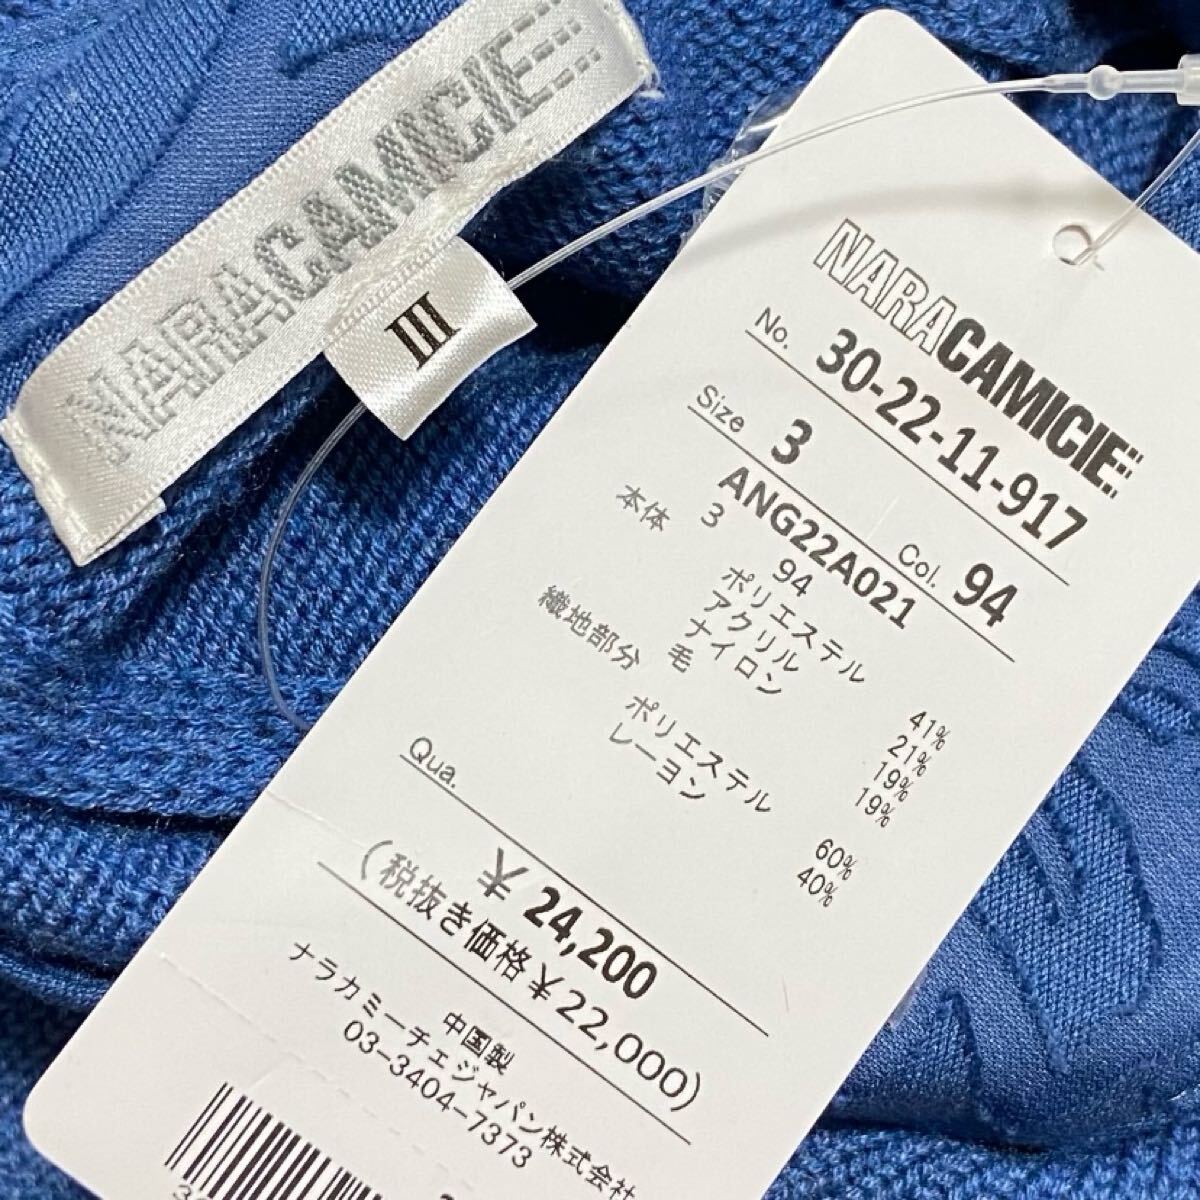 NARACAMICIE
III
NARACAMICIE
No. 30-22-11-917
Size 3 Col. 94
ANG22A021
3 94
本体 ポリエステル 41%
アクリル 21%
ナイロン 19%
毛 19%
織地部分 ポリエステル 60%
レーヨン 40%
Qua.
¥ 24,200
(税抜き価格¥22,000)
中国製
ナラカミーチェジャパン株式会社
03-3404-7373